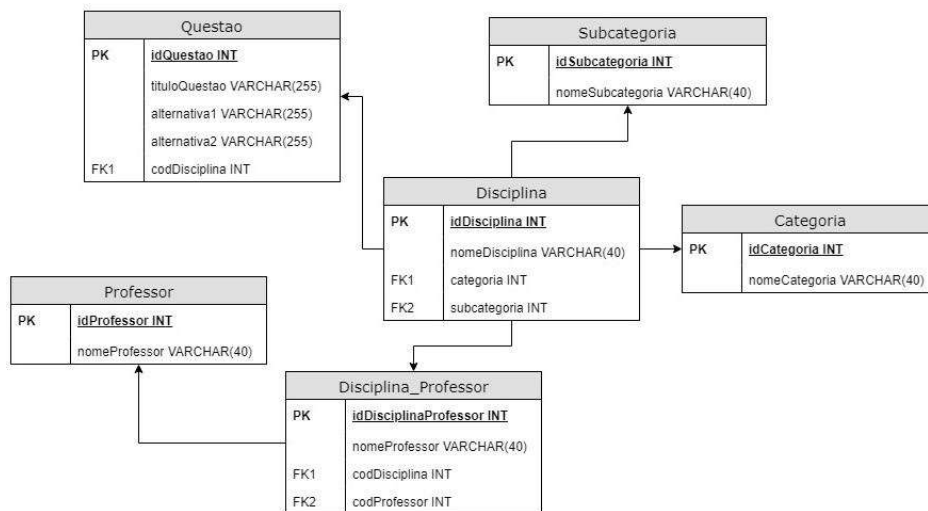 Questao
PK idQuestao INT
tituloQuestao VARCHAR(255)
alternativa1 VARCHAR(255)
alternativa2 VARCHAR(255)
FK1 codDisciplina INT
Subcategoria
PK idSubcategoria INT
nomeSubcategoria VARCHAR(40)
Disciplina
PK idDisciplina INT
nomeDisciplina VARCHAR(40)
FK1 categoria INT
FK2 subcategoria INT
Categoria
PK idCategoria INT
nomeCategoria VARCHAR(40)
Professor
PK idProfessor INT
nomeProfessor VARCHAR(40)
Disciplina_Professor
PK idDisciplinaProfessor INT
nomeProfessor VARCHAR(40)
FK1 codDisciplina INT
FK2 codProfessor INT